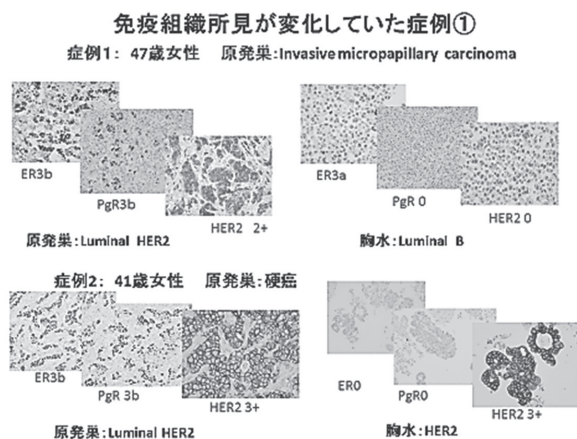 免疫組織所見が変化していた症例①
症例1: 47歳女性 原発巣:Invasive micropapillary carcinoma
ER3b
PgR3b
HER2 2+
原発巣:Luminal HER2
ER3a
PgR 0
HER2 0
胸水:Luminal B
症例2: 41歳女性 原発巣:硬癌
ER3b
PgR 3b
HER2 3+
原発巣:Luminal HER2
ER0
PgR0
HER2 3+
胸水:HER2